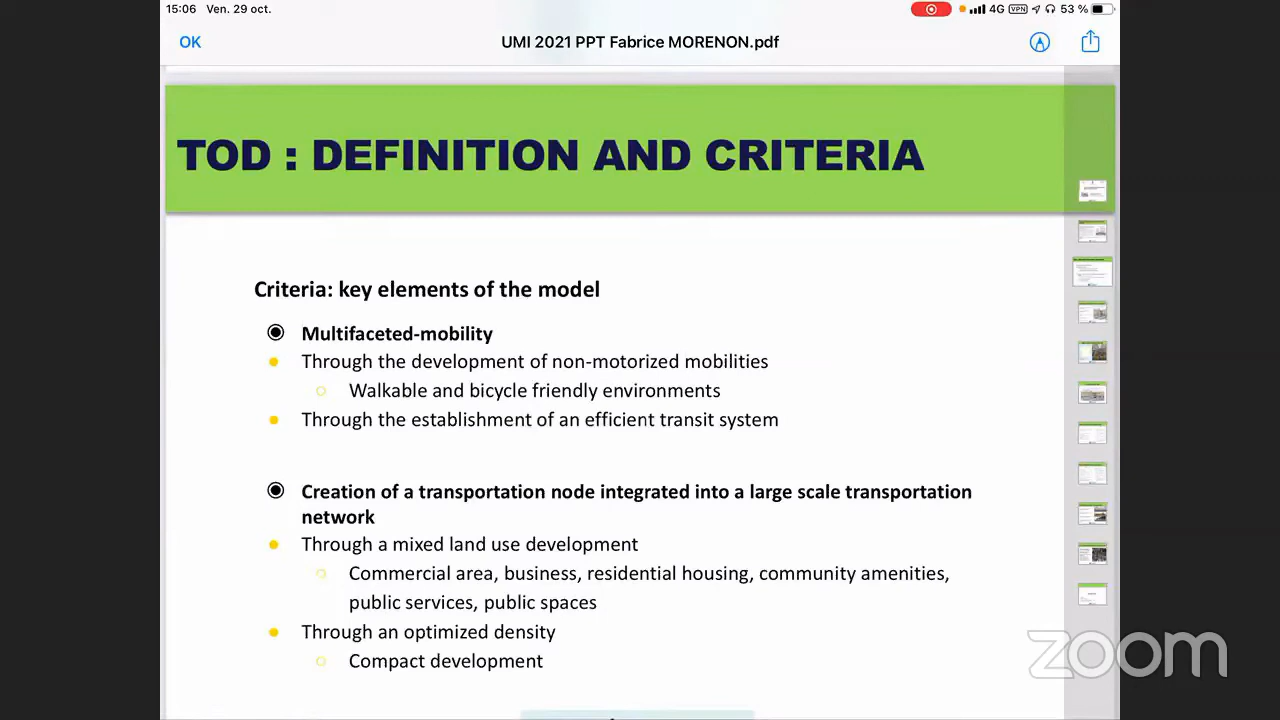 15:06 Ven. 29 oct.
4G VPN 53 %
OK
UMI 2021 PPT Fabrice MORENON.pdf
TOD : DEFINITION AND CRITERIA
Criteria: key elements of the model
Multifaceted-mobility
Through the development of non-motorized mobilities
Walkable and bicycle friendly environments
Through the establishment of an efficient transit system
Creation of a transportation node integrated into a large scale transportation
network
Through a mixed land use development
Commercial area, business, residential housing, community amenities,
public services, public spaces
Through an optimized density
Compact development
zoom